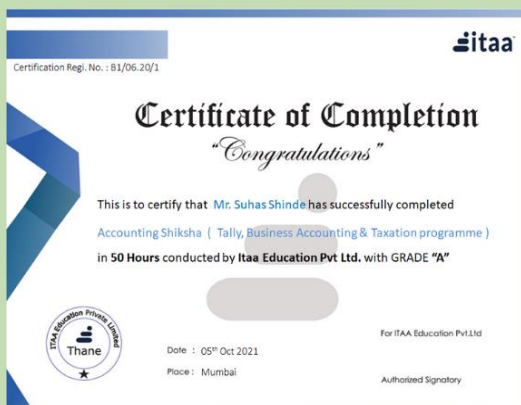 itaa
Certification Regi. No. : B1/06.20/1
Certificate of Completion
“Congratulations”
This is to certify that Mr. Suhas Shinde has successfully completed
Accounting Shiksha ( Tally, Business Accounting & Taxation programme )
in 50 Hours conducted by Itaa Education Pvt Ltd. with GRADE “A”
ITAA Education Private Limited
Thane
For ITAA Education Pvt.Ltd
Date : 05th Oct 2021
Place : Mumbai
Authorized Signatory